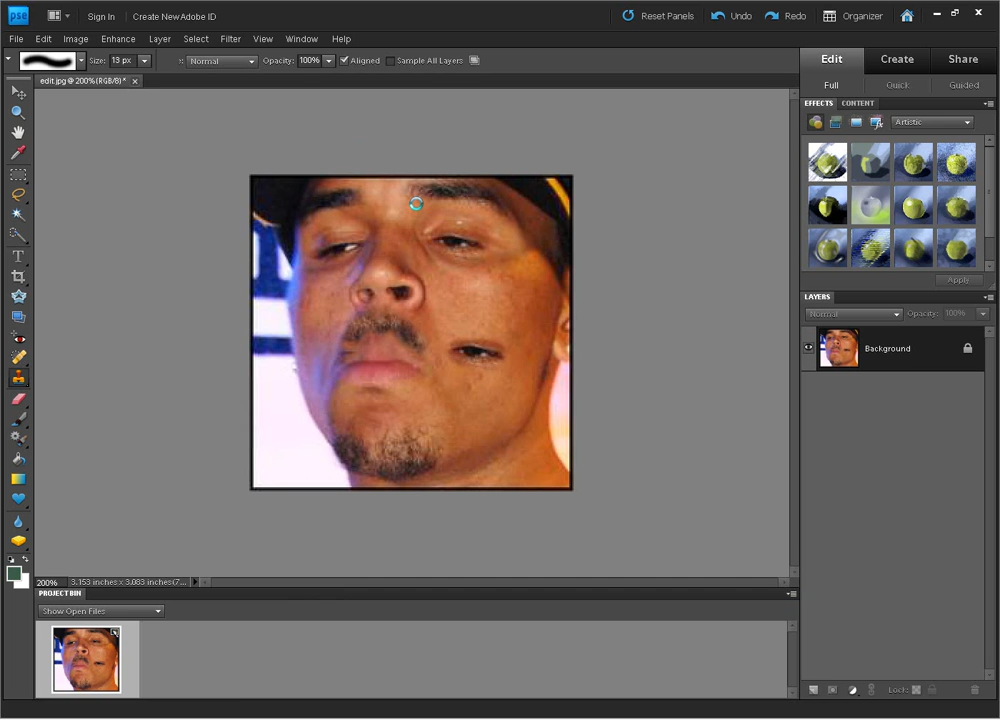 pse Sign In Create New Adobe ID Reset Panels Undo Redo Organizer
File Edit Image Enhance Layer Select Filter View Window Help
Size: 13 px Normal Opacity: 100% Aligned Sample All Layers
Edit Create Share
edit.jpg @ 200%(RGB/8)*
Full Quick Guided
EFFECTS CONTENT
Artistic
T
Apply
LAYERS
Normal Opacity: 100%
Background
200% 3.153 inches x 3.083 inches(7...
PROJECT BIN
Show Open Files
Lock: